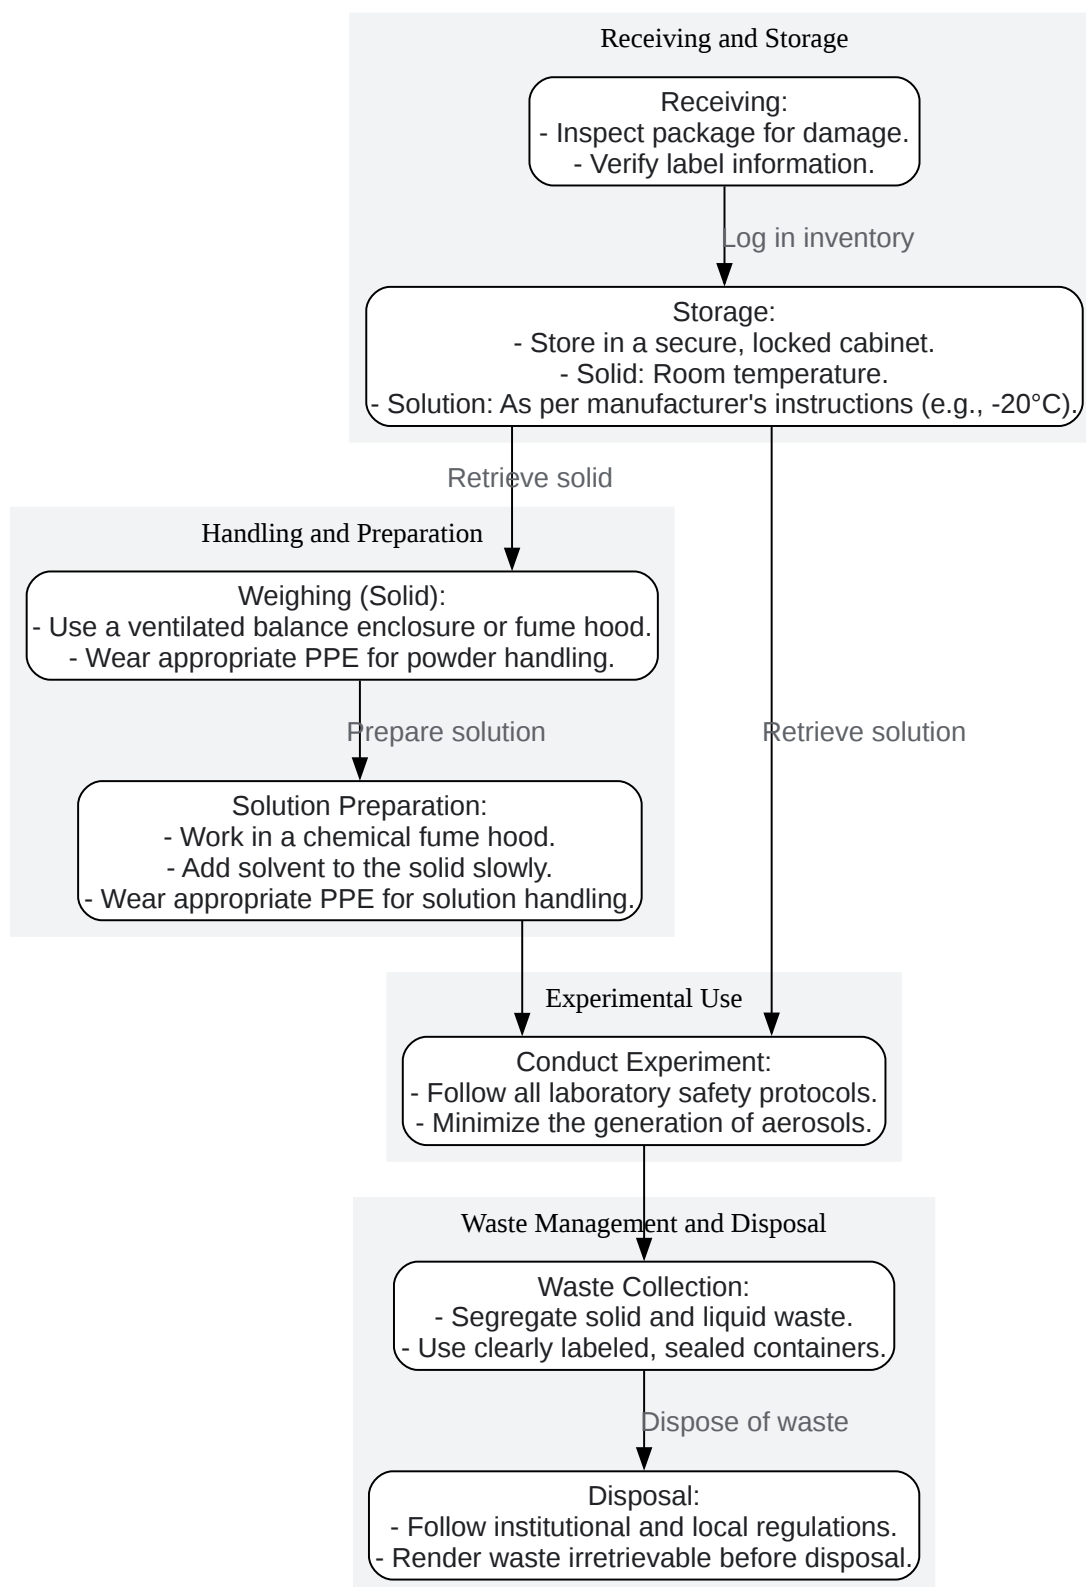 Receiving and Storage
Receiving:
- Inspect package for damage.
- Verify label information.
Log in inventory
Storage:
- Store in a secure, locked cabinet.
- Solid: Room temperature.
- Solution: As per manufacturer's instructions (e.g., -20°C).
Retrieve solid
Handling and Preparation
Weighing (Solid):
- Use a ventilated balance enclosure or fume hood.
- Wear appropriate PPE for powder handling.
Prepare solution
Retrieve solution
Solution Preparation:
- Work in a chemical fume hood.
- Add solvent to the solid slowly.
- Wear appropriate PPE for solution handling.
Experimental Use
Conduct Experiment:
- Follow all laboratory safety protocols.
- Minimize the generation of aerosols.
Waste Management and Disposal
Waste Collection:
- Segregate solid and liquid waste.
- Use clearly labeled, sealed containers.
Dispose of waste
Disposal:
- Follow institutional and local regulations.
- Render waste irretrievable before disposal.